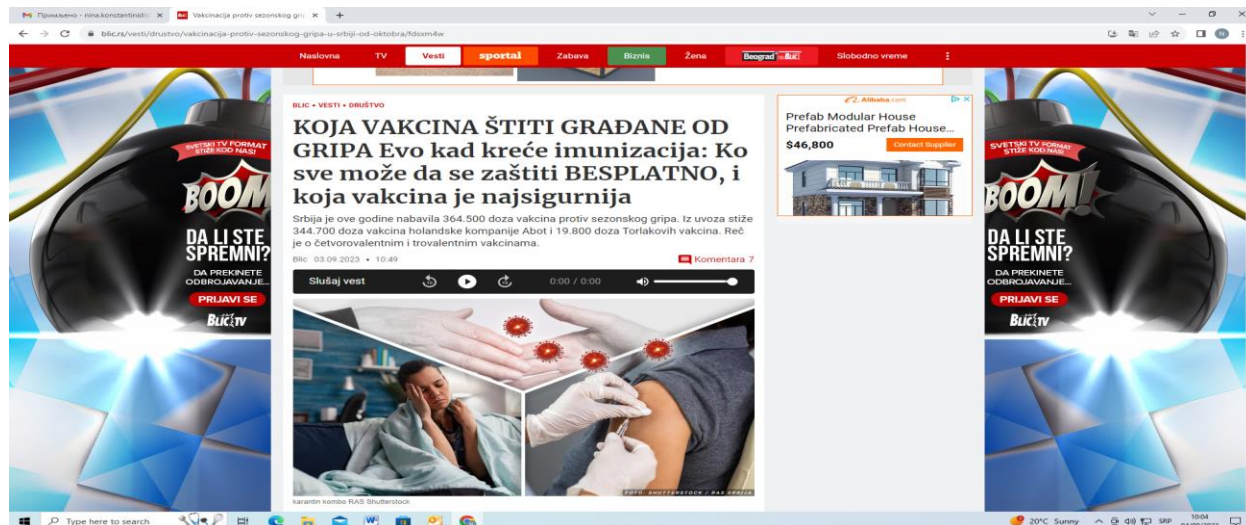 Примљено - nina.konstantinidis
Vakcinacija protiv sezonskog grip
blic.rs/vesti/drustvo/vakcinacija-protiv-sezonskog-gripa-u-srbiji-od-oktobra/fdsxm4w
Naslovna TV Vesti sportal Zabava Biznis Žena Beograd Blic Slobodno vreme
BLIC • VESTI • DRUŠTVO
KOJA VAKCINA ŠTITI GRAĐANE OD
GRIPA Evo kad kreće imunizacija: Ko
sve može da se zaštiti BESPLATNO, i
koja vakcina je najsigurnija
Srbija je ove godine nabavila 364.500 doza vakcina protiv sezonskog gripa. Iz uvoza stiže
344.700 doza vakcina holandske kompanije Abot i 19.800 doza Torlakovih vakcina. Reč
je o četvorovalentnim i trovalentnim vakcinama.
Blic 03.09.2023 • 10:49
Komentara 7
Slušaj vest 0:00 / 0:00
FOTO: SHUTTERSTOCK / RAS SRBIJA
karantin kombo RAS Shutterstock
Alibaba.com
Prefab Modular House
Prefabricated Prefab House...
$46,800
Contact Supplier
SVETSKI TV FORMAT
STIŽE KOD NAS!
BOOM!
DA LI STE
SPREMNI?
DA PREKINETE
ODBROJAVANJE...
PRIJAVI SE
BLIC TV
SVETSKI TV FORMAT
STIŽE KOD NAS!
BOOM!
DA LI STE
SPREMNI?
DA PREKINETE
ODBROJAVANJE...
PRIJAVI SE
BLIC TV
Type here to search
20°C Sunny
SRP
10:04